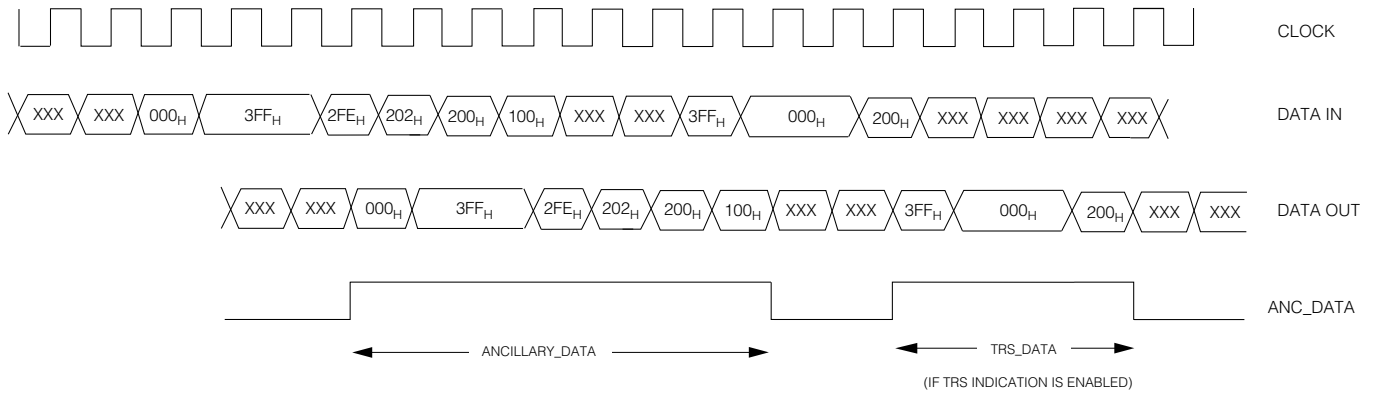 CLOCK
XXX XXX 000H 3FFH 2FEH 202H 200H 100H XXX XXX 3FFH 000H 200H XXX XXX XXX XXX DATA IN
XXX XXX 000H 3FFH 2FEH 202H 200H 100H XXX XXX 3FFH 000H 200H XXX XXX DATA OUT
ANC_DATA
ANCILLARY_DATA TRS_DATA
(IF TRS INDICATION IS ENABLED)